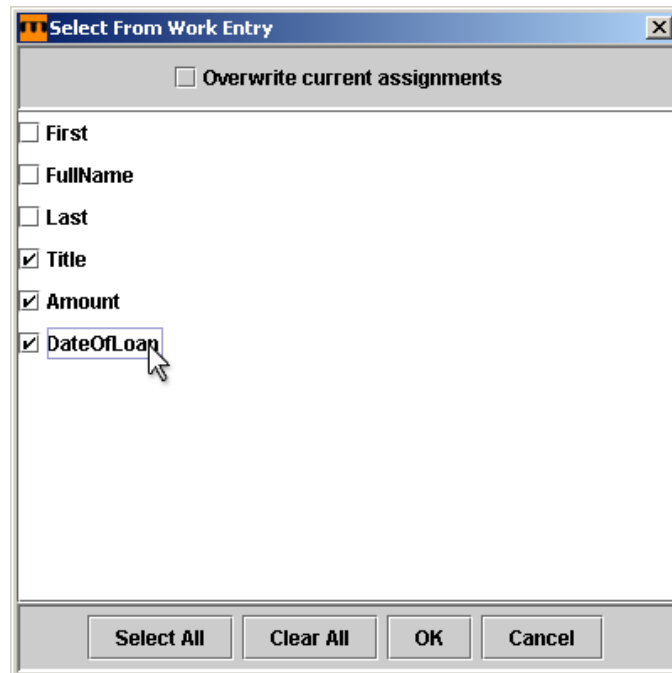 Select From Work Entry
Overwrite current assignments
First
FullName
Last
Title
Amount
DateOfLoan
Select All Clear All OK Cancel